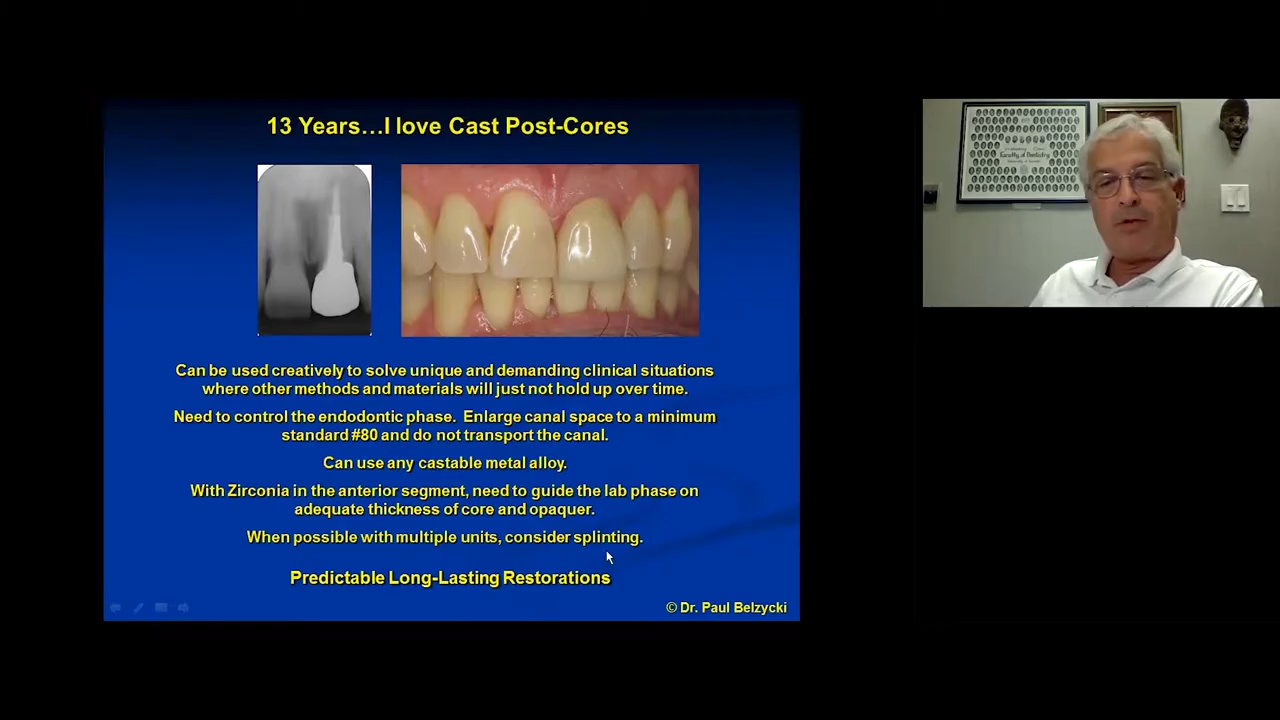 13 Years…I love Cast Post-Cores
Can be used creatively to solve unique and demanding clinical situations
where other methods and materials will just not hold up over time.
Need to control the endodontic phase. Enlarge canal space to a minimum
standard #80 and do not transport the canal.
Can use any castable metal alloy.
With Zirconia in the anterior segment, need to guide the lab phase on
adequate thickness of core and opaquer.
When possible with multiple units, consider splinting.
Predictable Long-Lasting Restorations
© Dr. Paul Belzycki
Faculty of Dentistry